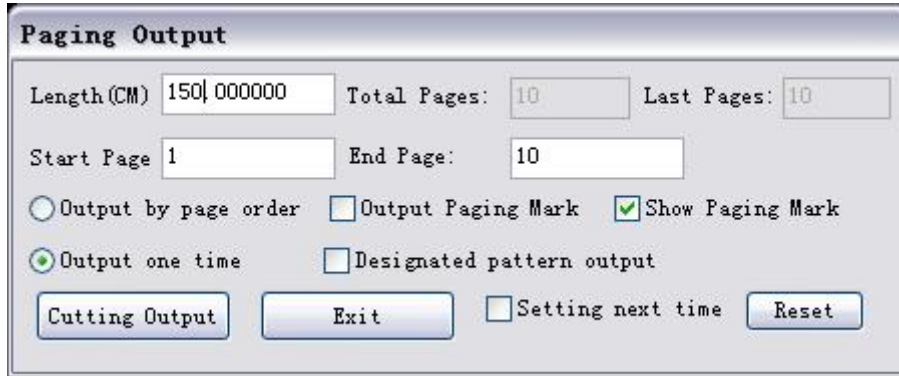 Paging Output
Length(CM) 150.000000 Total Pages: 10 Last Pages: 10
Start Page 1 End Page: 10
Output by page order Output Paging Mark Show Paging Mark
Output one time Designated pattern output
Cutting Output Exit Setting next time Reset